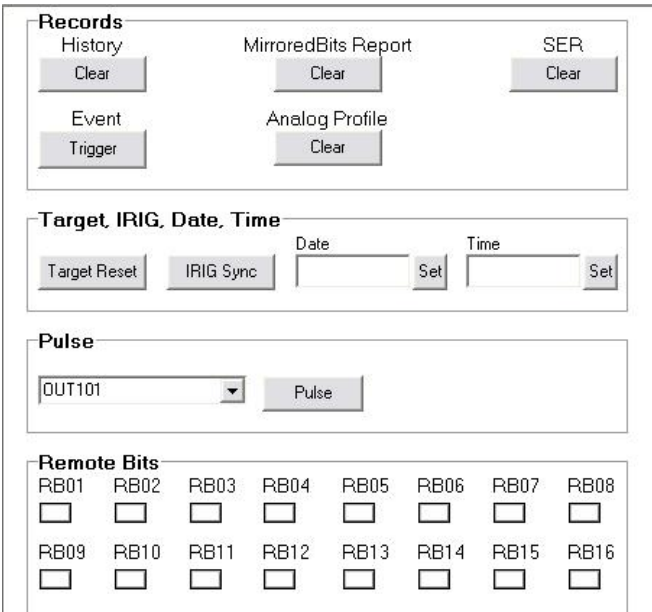 Records
History MirroredBits Report SER
Clear Clear Clear
Event Analog Profile
Trigger Clear
Target, IRIG, Date, Time
Date Time
Target Reset IRIG Sync Set Set
Pulse
OUT101 Pulse
Remote Bits
RB01 RB02 RB03 RB04 RB05 RB06 RB07 RB08
RB09 RB10 RB11 RB12 RB13 RB14 RB15 RB16